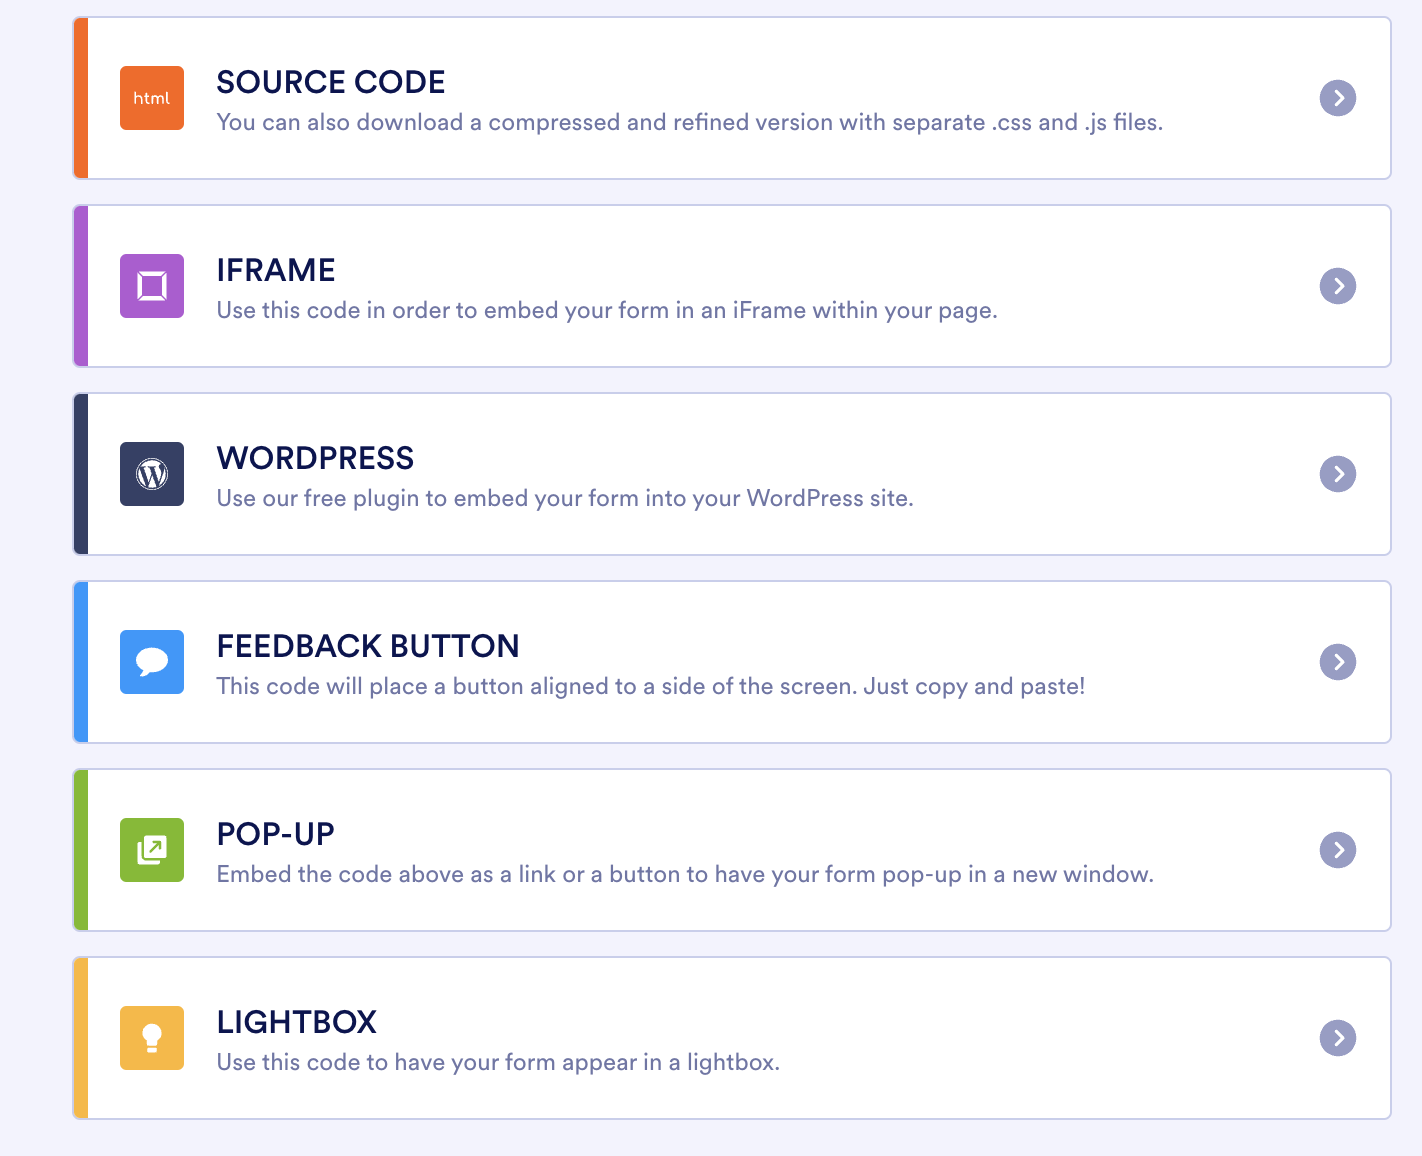 html
SOURCE CODE
You can also download a compressed and refined version with separate .css and .js files.
IFRAME
Use this code in order to embed your form in an iFrame within your page.
WORDPRESS
Use our free plugin to embed your form into your WordPress site.
FEEDBACK BUTTON
This code will place a button aligned to a side of the screen. Just copy and paste!
POP-UP
Embed the code above as a link or a button to have your form pop-up in a new window.
LIGHTBOX
Use this code to have your form appear in a lightbox.